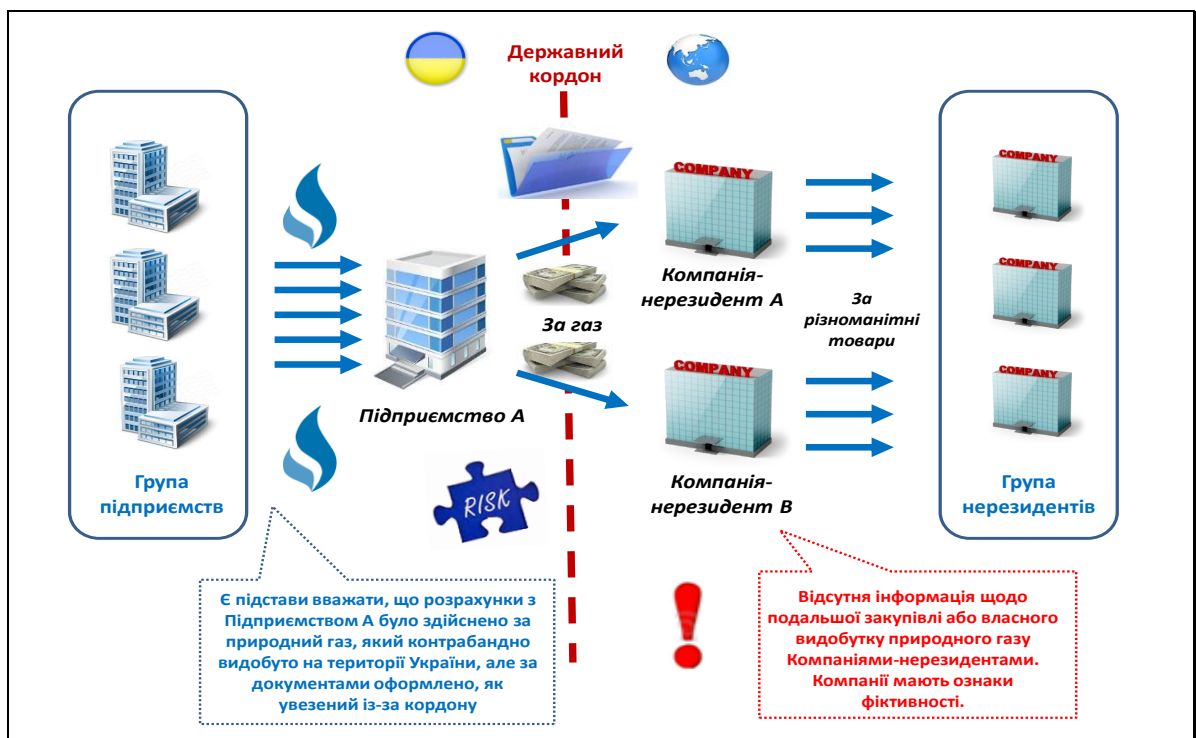 Державний
кордон
COMPANY
Компанія-
нерезидент А
За газ
Підприємство А
COMPANY
Компанія-
нерезидент В
За
різноманітні
товари
COMPANY
COMPANY
COMPANY
Група
підприємств
Група
нерезидентів
RISK
Є підстави вважати, що розрахунки з
Підприємством А було здійснено за
природний газ, який контрабандно
видобуто на території України, але за
документами оформлено, як
увезений із-за кордону
Відсутня інформація щодо
подальшої закупівлі або власного
видобутку природного газу
Компаніями-нерезидентами.
Компанії мають ознаки
фіктивності.